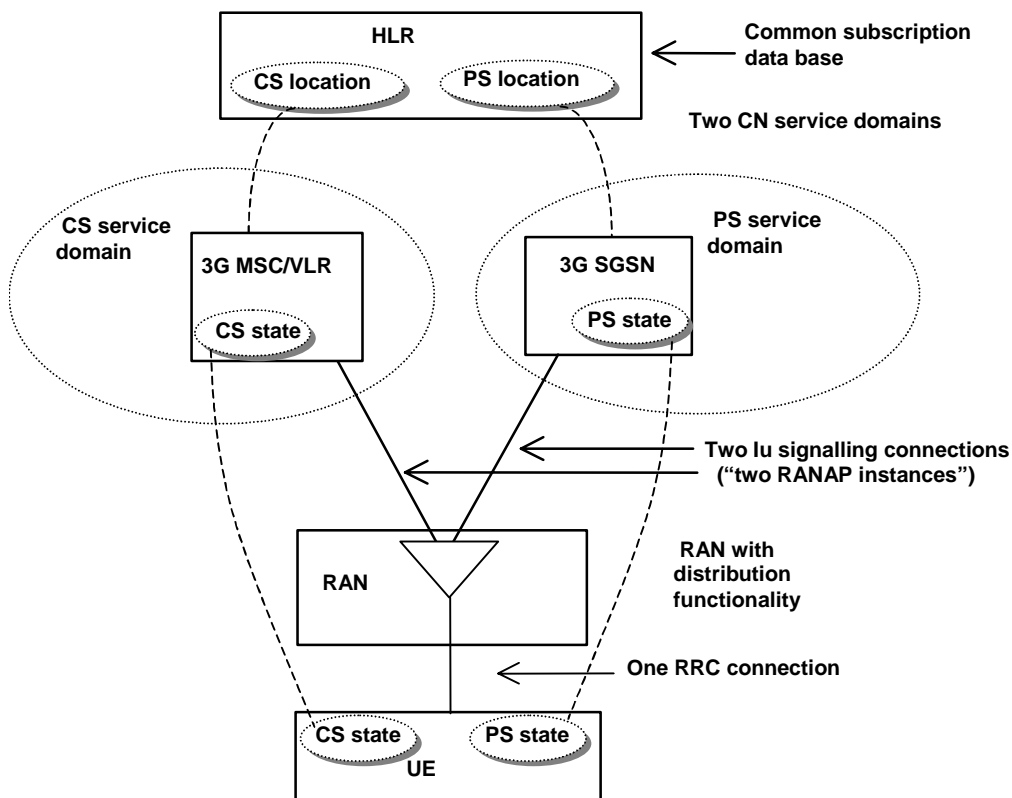 HLR
Common subscription
data base
CS location
PS location
Two CN service domains
CS service
domain
PS service
domain
3G MSC/VLR
3G SGSN
CS state
PS state
Two Iu signalling connections
(“two RANAP instances”)
RAN
RAN with
distribution
functionality
One RRC connection
CS state
PS state
UE